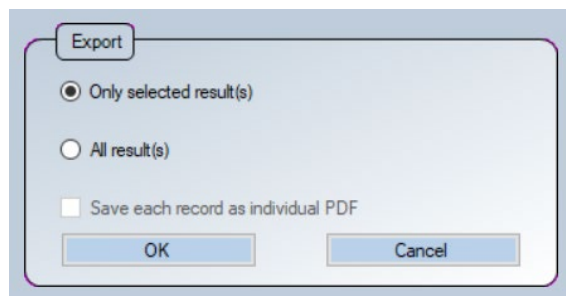 Export
Only selected result(s)
All result(s)
Save each record as individual PDF
OK
Cancel